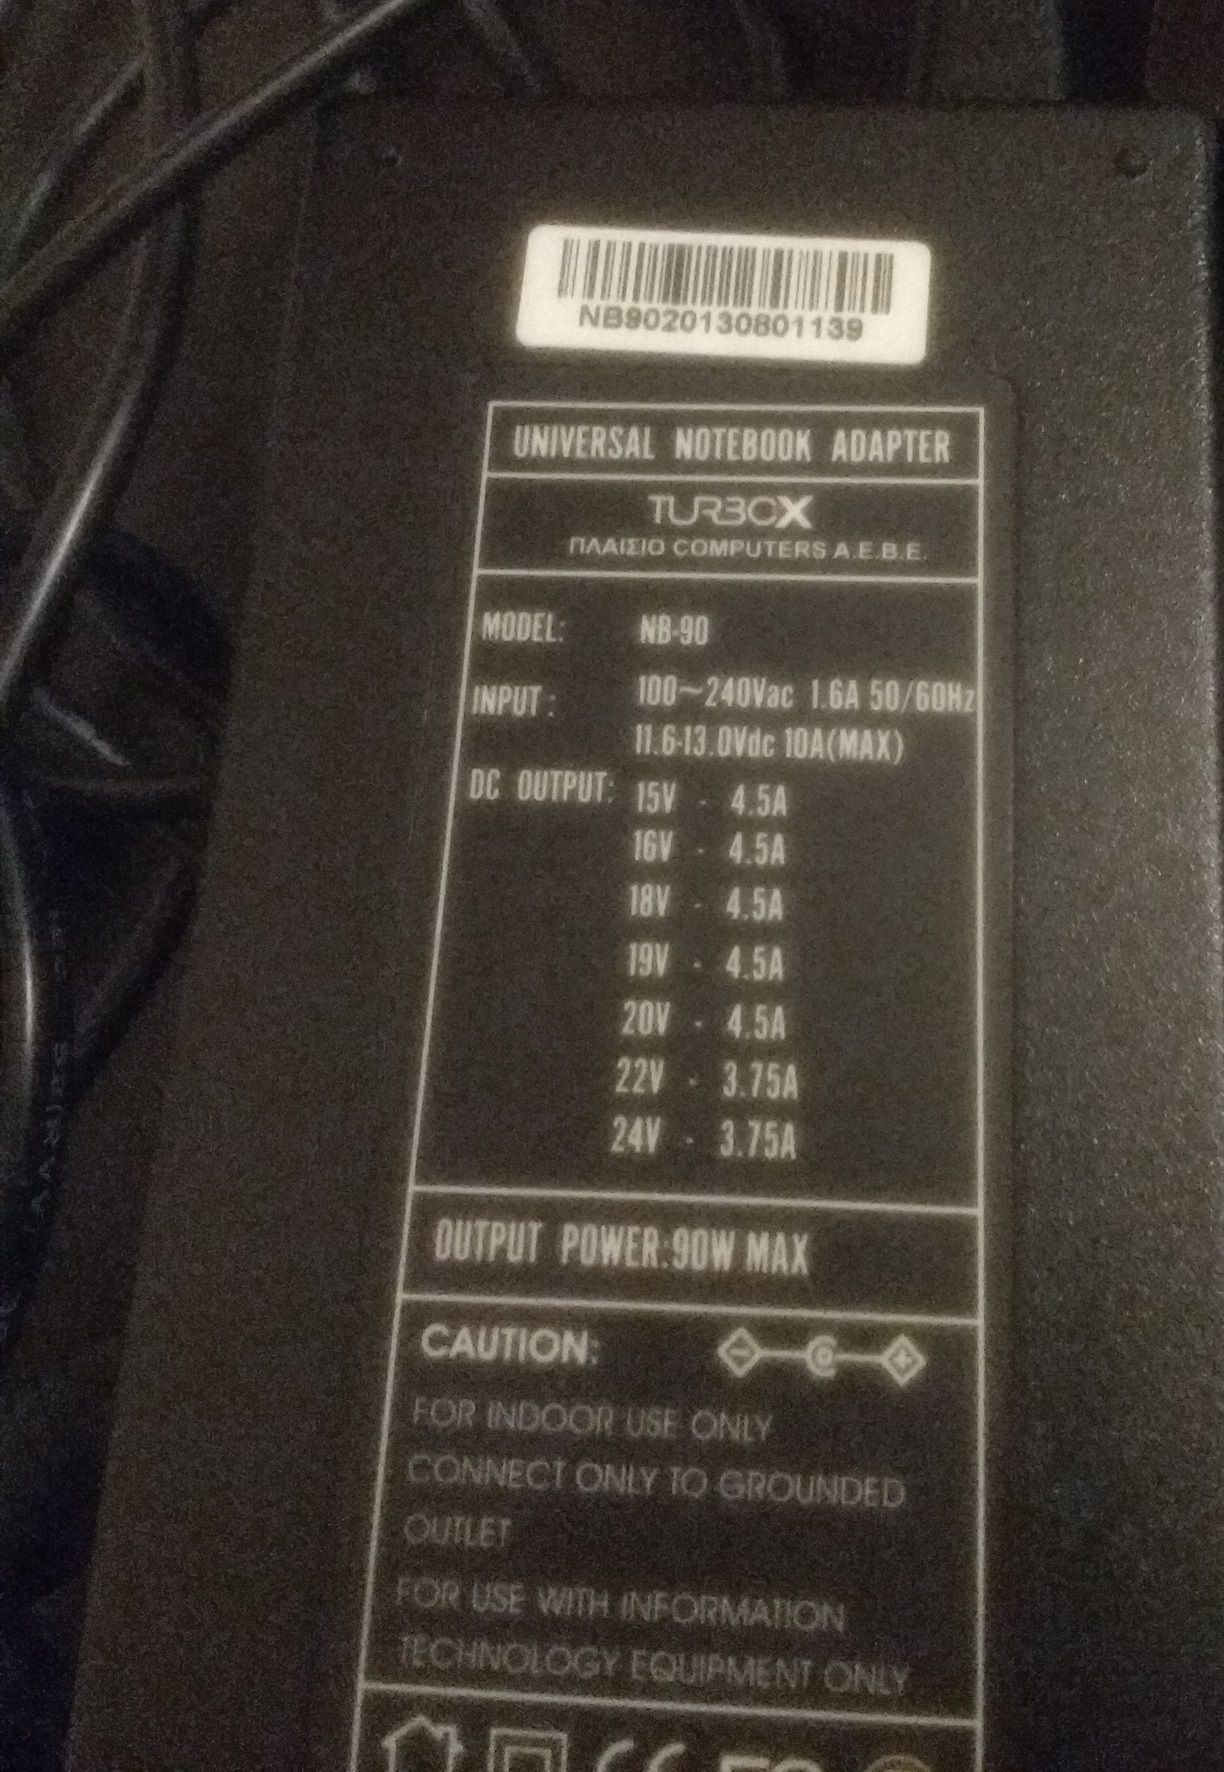 NB9020130801139
UNIVERSAL NOTEBOOK ADAPTER
TURBOX
ΠΛΑΙΣΙΟ COMPUTERS A.E.B.E.
MODEL: NB-90
INPUT : 100~240Vac 1.6A 50/60Hz
11.6-13.0Vdc 10A(MAX)
DC OUTPUT: 15V - 4.5A
16V - 4.5A
18V - 4.5A
19V - 4.5A
20V - 4.5A
22V - 3.75A
24V - 3.75A
OUTPUT POWER:90W MAX
CAUTION: - +
FOR INDOOR USE ONLY
CONNECT ONLY TO GROUNDED
OUTLET
FOR USE WITH INFORMATION
TECHNOLOGY EQUIPMENT ONLY